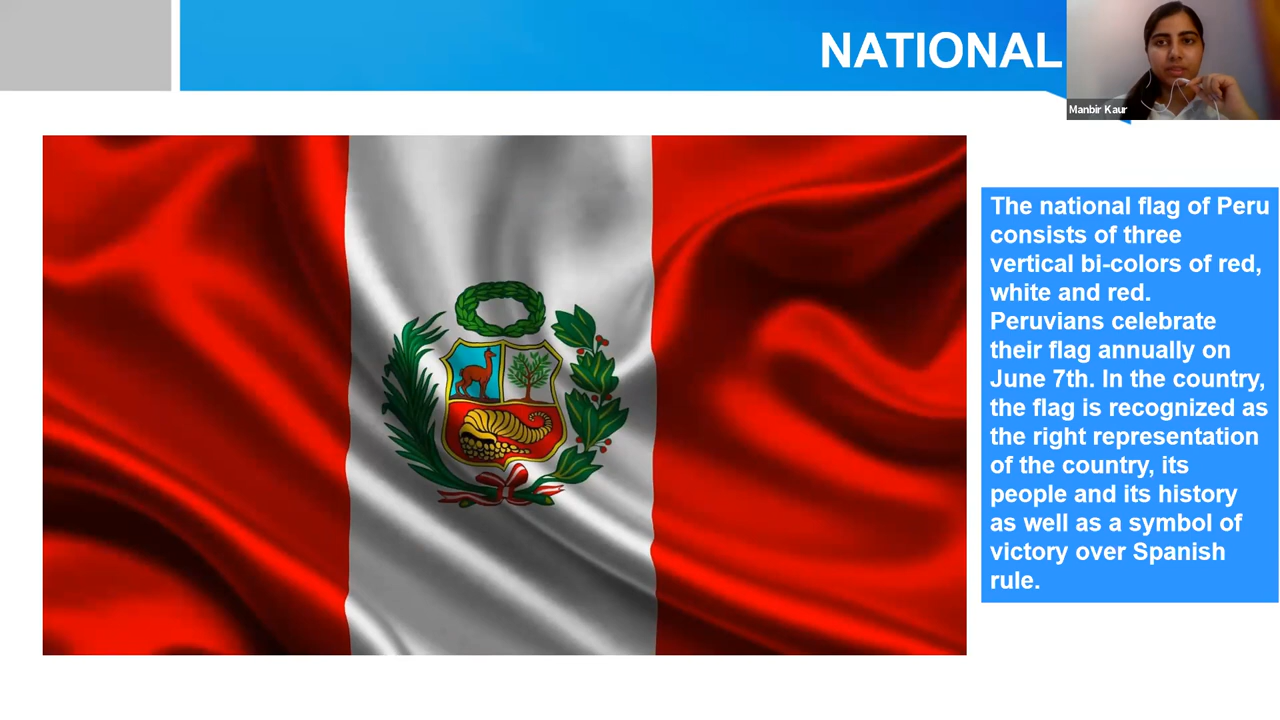 NATIONAL
Manbir Kaur
The national flag of Peru
consists of three
vertical bi-colors of red,
white and red.
Peruvians celebrate
their flag annually on
June 7th. In the country,
the flag is recognized as
the right representation
of the country, its
people and its history
as well as a symbol of
victory over Spanish
rule.